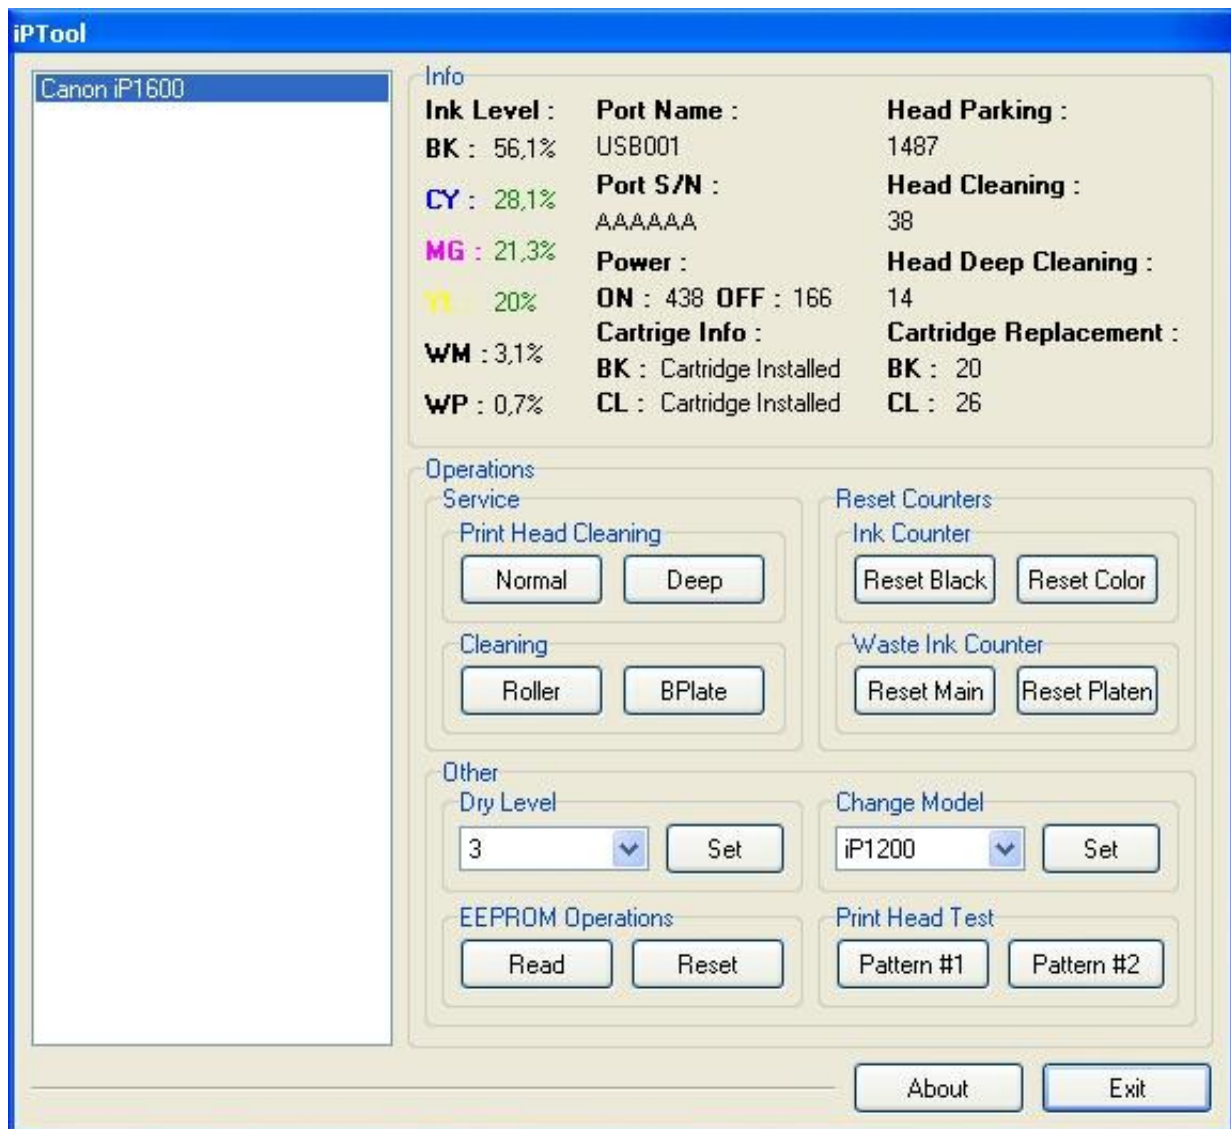 iPTool
Canon iP1600
Info
Ink Level :
BK : 56,1%
CY : 28,1%
MG : 21,3%
YL : 20%
WM : 3,1%
WP : 0,7%
Port Name :
USB001
Port S/N :
AAAAAA
Power :
ON : 438 OFF : 166
Cartrige Info :
BK : Cartridge Installed
CL : Cartridge Installed
Head Parking :
1487
Head Cleaning :
38
Head Deep Cleaning :
14
Cartridge Replacement :
BK : 20
CL : 26
Operations
Service
Print Head Cleaning
Normal Deep
Cleaning
Roller BPlate
Reset Counters
Ink Counter
Reset Black Reset Color
Waste Ink Counter
Reset Main Reset Platen
Other
Dry Level
3 Set
Change Model
iP1200 Set
EEPROM Operations
Read Reset
Print Head Test
Pattern #1 Pattern #2
About Exit